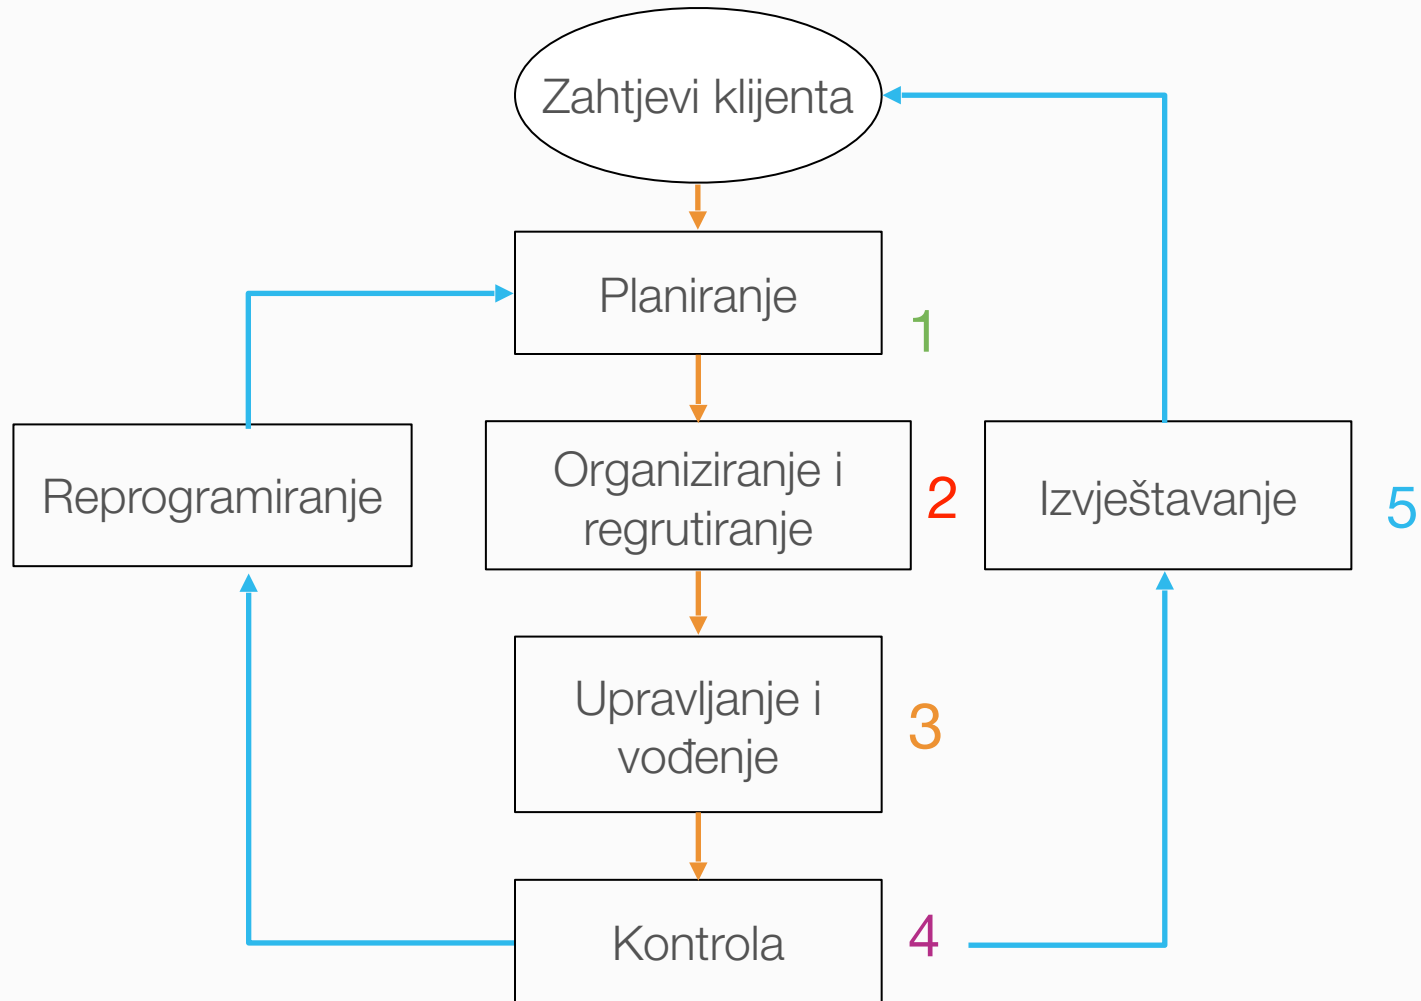 Zahtjevi klijenta
Planiranje
1
Reprogramiranje
Organiziranje i
regrutiranje
2
Izvještavanje
5
Upravljanje i
vođenje
3
Kontrola
4